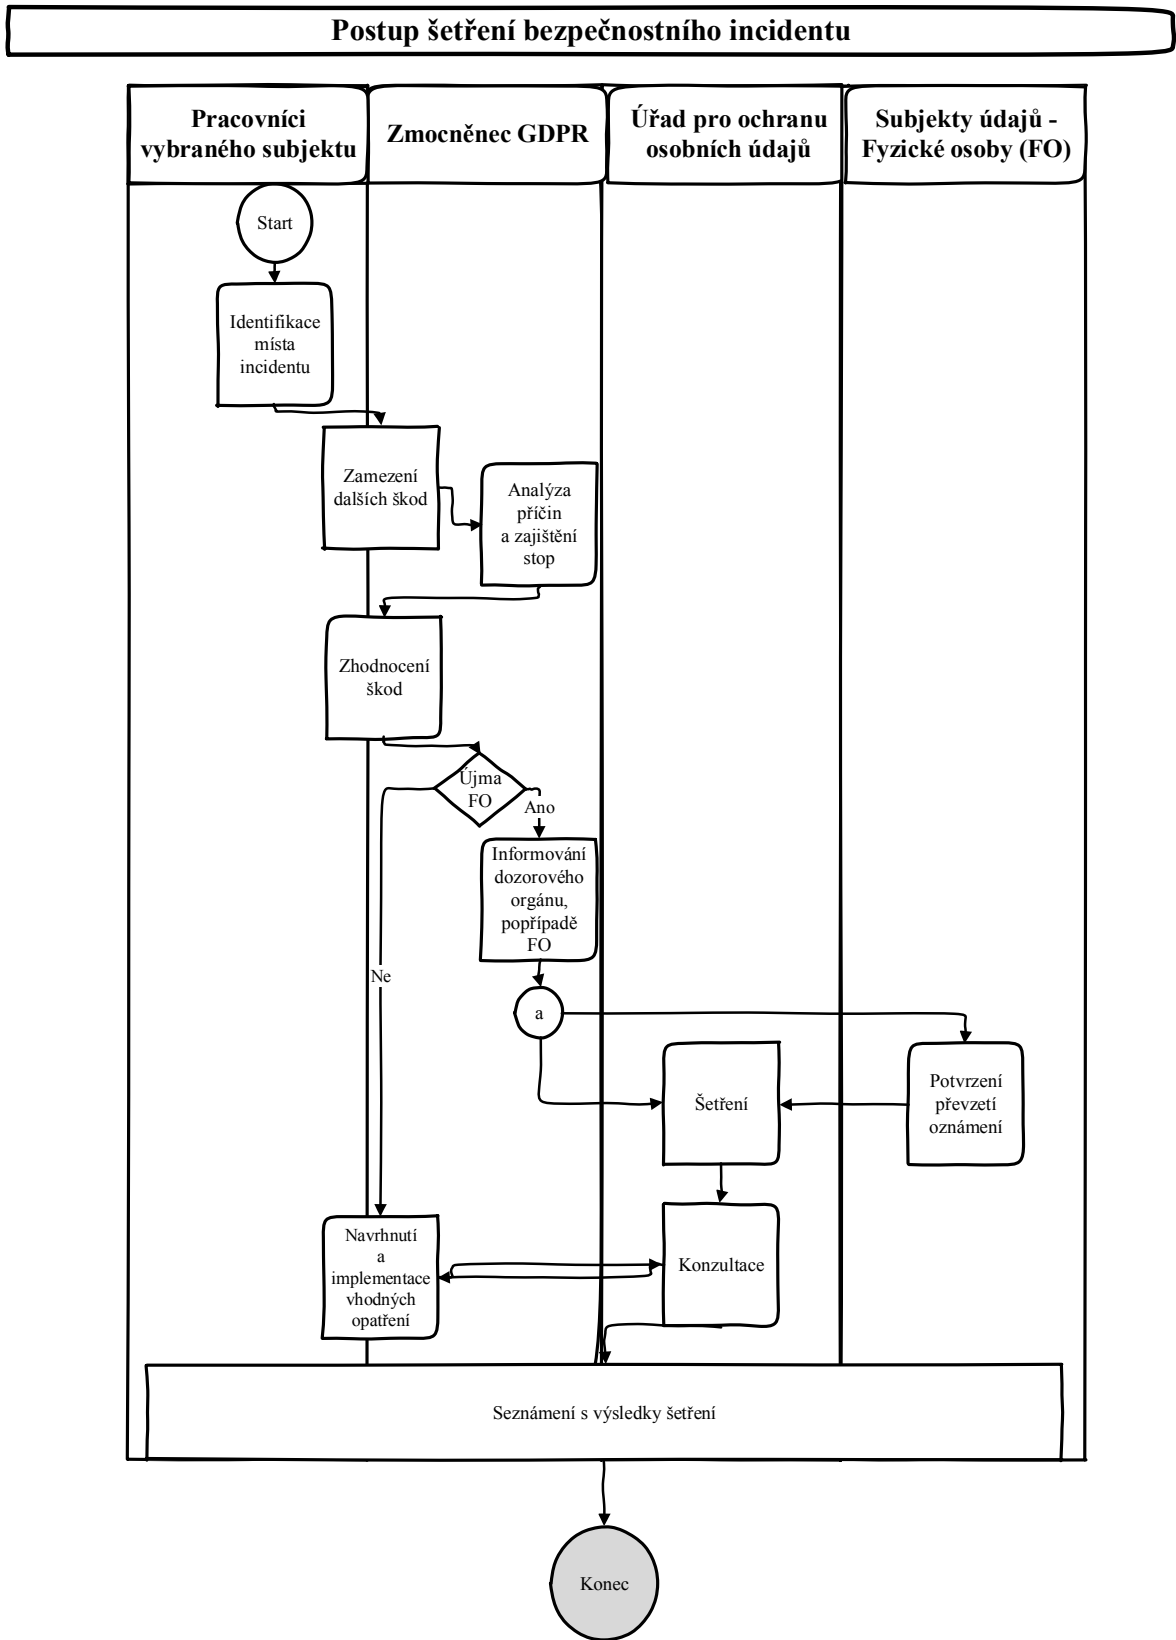 Postup šetření bezpečnostního incidentu
Pracovníci
vybraného subjektu
Zmocněnec GDPR
Úřad pro ochranu
osobních údajů
Subjekty údajů -
Fyzické osoby (FO)
Start
Identifikace
místa
incidentu
Zamezení
dalších škod
Analýza
příčin
a zajištění
stop
Zhodnocení
škod
Újma
FO
Ano
Informování
dozorového
orgánu,
popřípadě
FO
Ne
a
Šetření
Potvrzení
převzetí
oznámení
Navrhnutí
a
implementace
vhodných
opatření
Konzultace
Seznámení s výsledky šetření
Konec